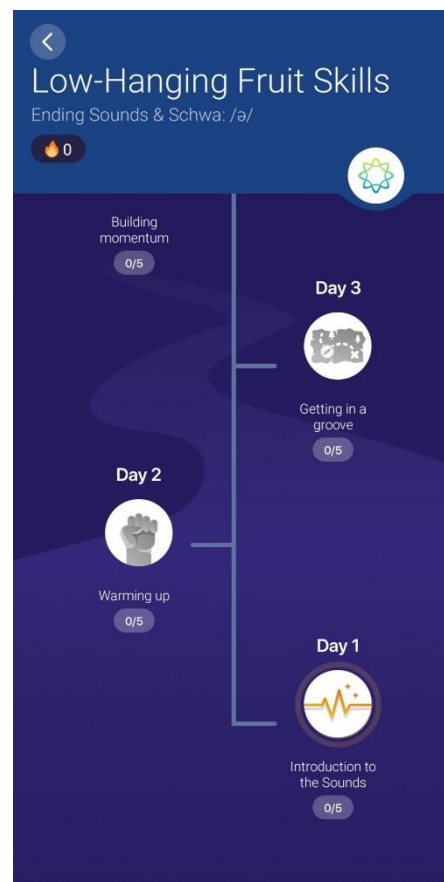 Low-Hanging Fruit Skills
Ending Sounds & Schwa: /ə/
0
Building
momentum
0/5
Day 3
Getting in a
groove
0/5
Day 2
Warming up
0/5
Day 1
Introduction to
the Sounds
0/5